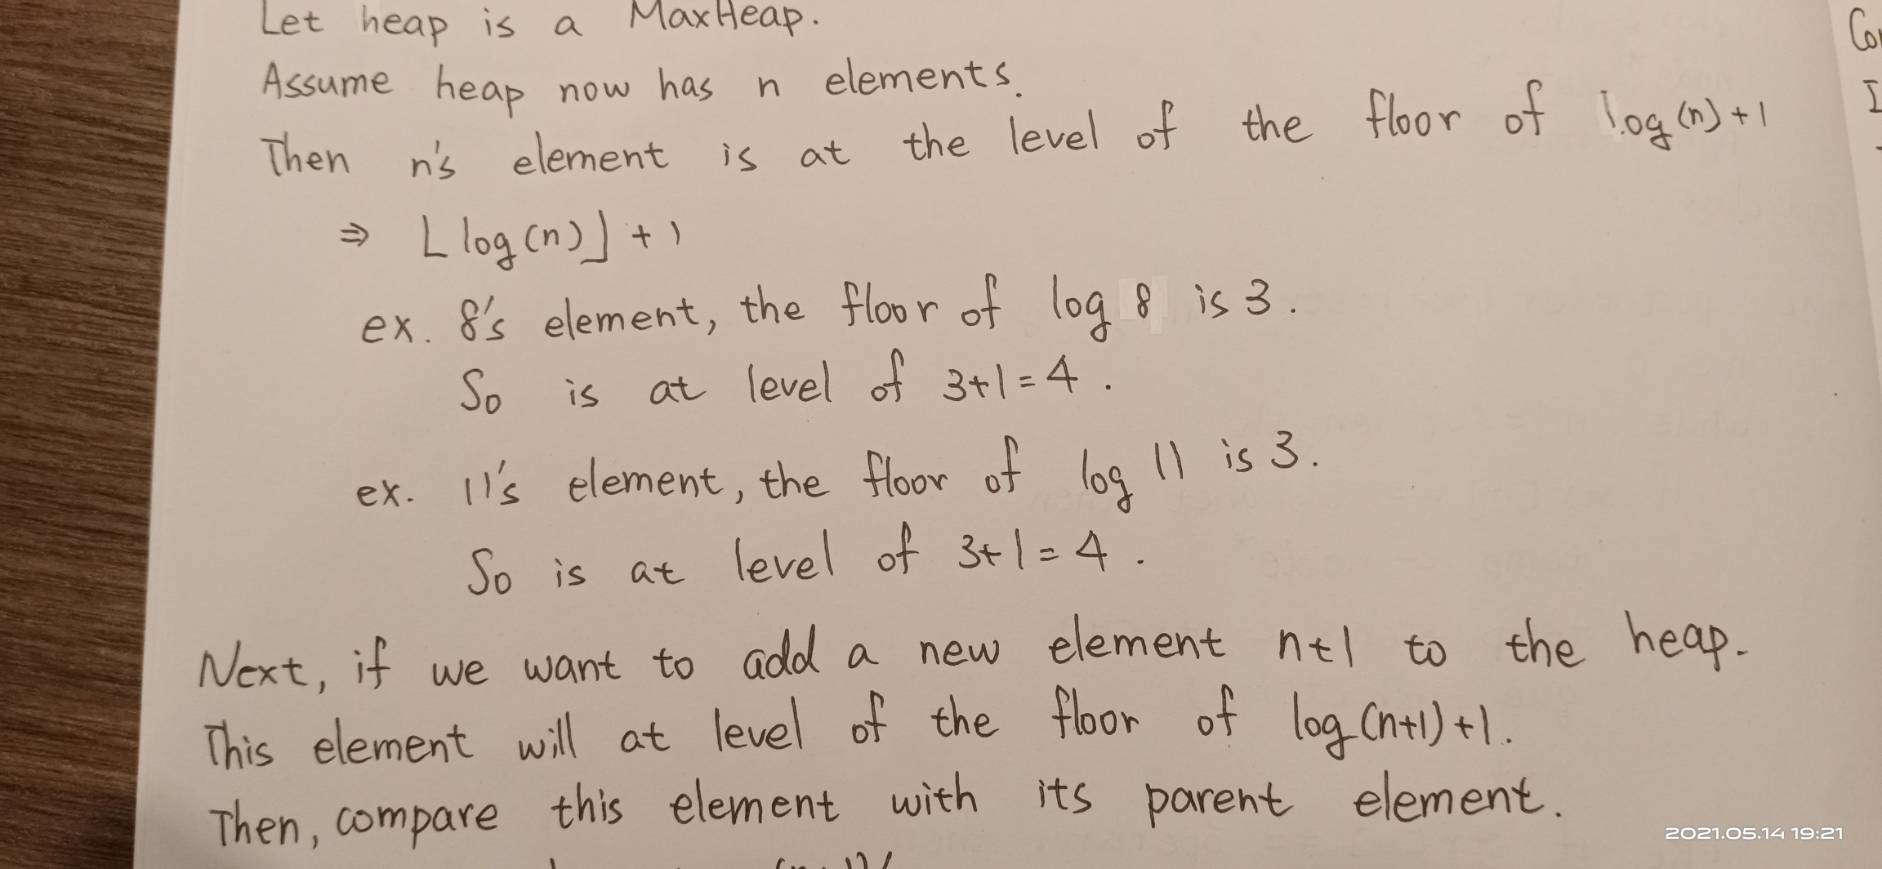 Let heap is a MaxHeap.
Assume heap now has n elements.
Then n's element is at the level of the floor of log(n)+1
⇒ ⌊log(n)⌋+1
ex. 8's element, the floor of log 8 is 3.
So is at level of 3+1=4.
ex. 11's element, the floor of log 11 is 3.
So is at level of 3+1=4.
Next, if we want to add a new element n+1 to the heap.
This element will at level of the floor of log(n+1)+1.
Then, compare this element with its parent element.
2021.05.14 19:21